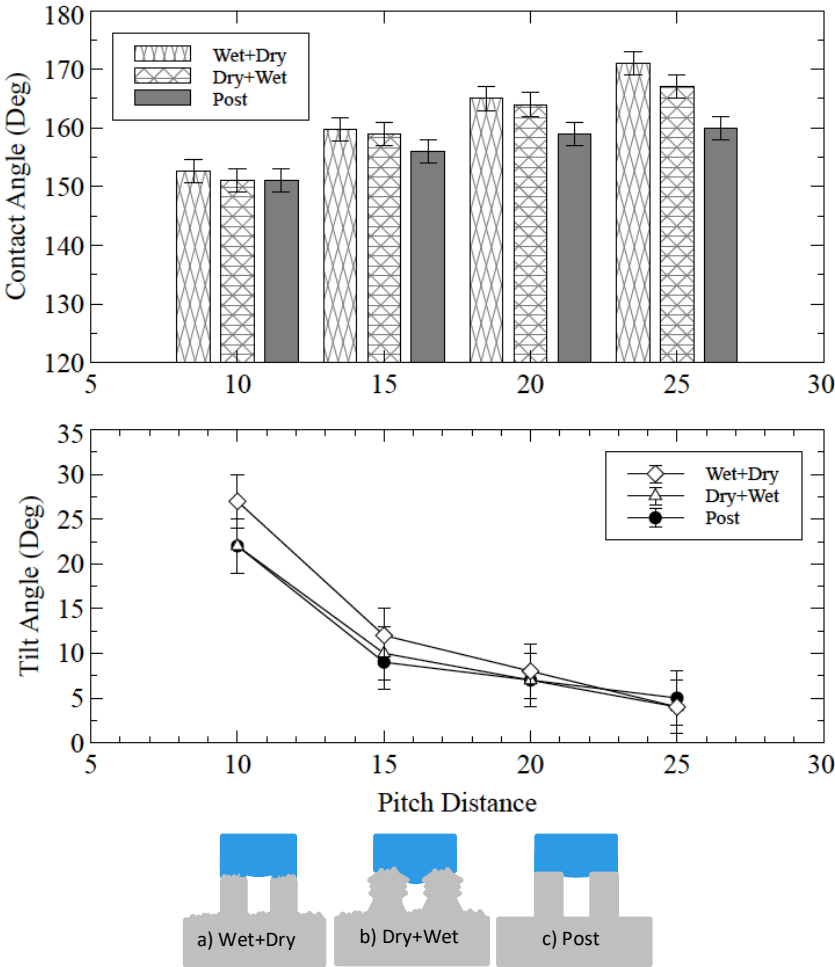 180
170
160
150
140
130
120
Contact Angle (Deg)
Wet+Dry
Dry+Wet
Post
5 10 15 20 25 30
35
30
25
20
15
10
5
0
Tilt Angle (Deg)
Wet+Dry
Dry+Wet
Post
5 10 15 20 25 30
Pitch Distance
a) Wet+Dry b) Dry+Wet c) Post